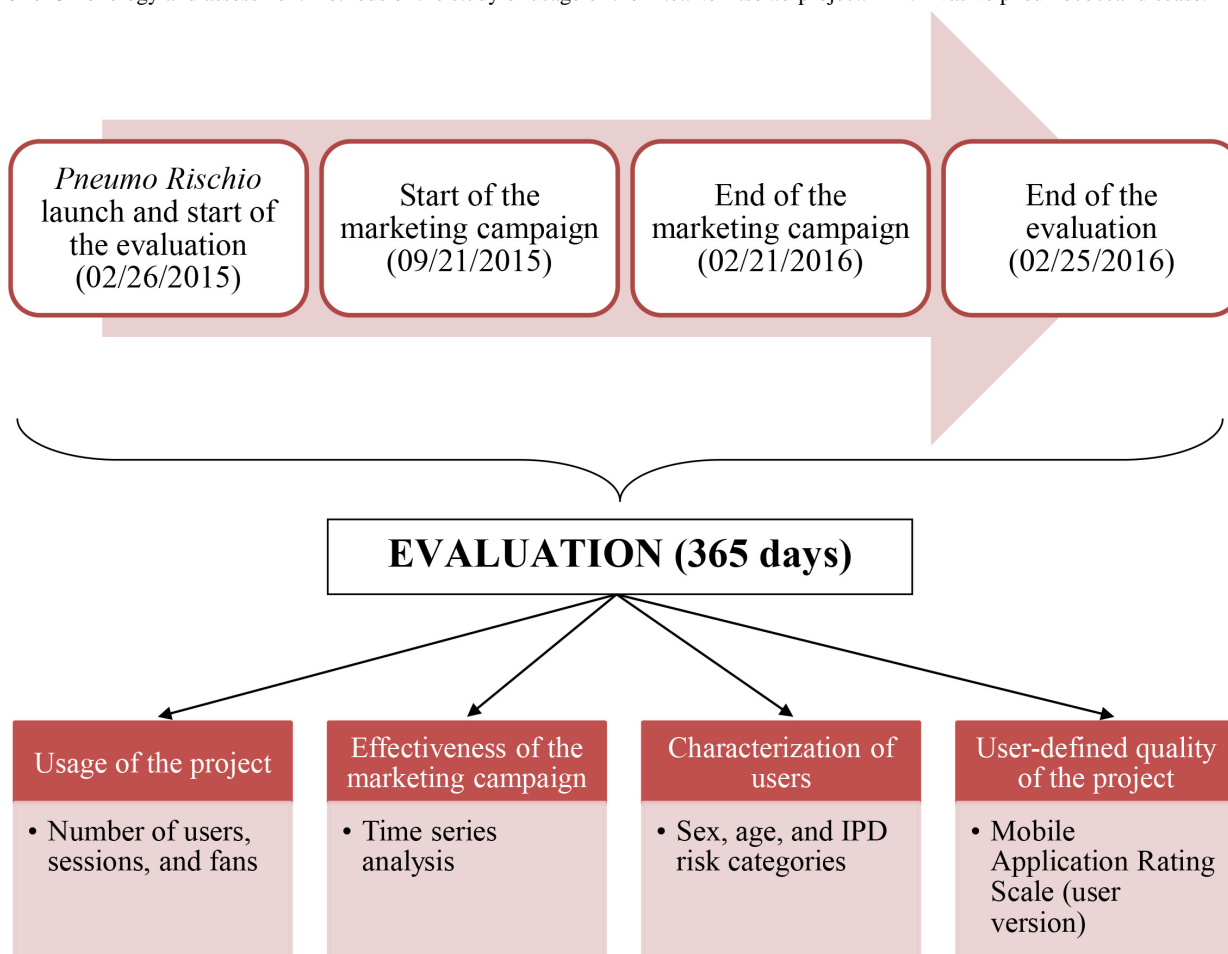 Pneumo Rischio
launch and start of
the evaluation
(02/26/2015)
Start of the
marketing campaign
(09/21/2015)
End of the
marketing campaign
(02/21/2016)
End of the
evaluation
(02/25/2016)
EVALUATION (365 days)
Usage of the project
• Number of users,
sessions, and fans
Effectiveness of the
marketing campaign
• Time series
analysis
Characterization of
users
• Sex, age, and IPD
risk categories
User-defined quality
of the project
• Mobile
Application Rating
Scale (user
version)